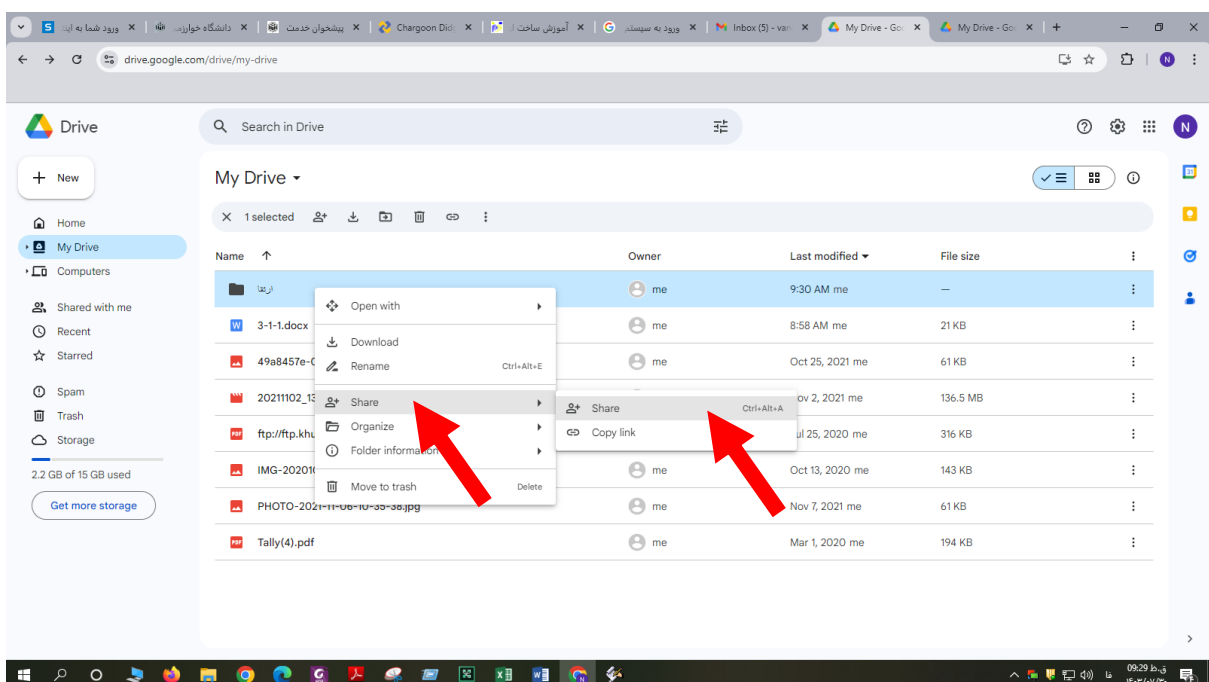 ورود شما به اید
دانشگاه خوارزمـ
پیشخوان خدمت
Chargoon Did
آموزش ساخت ا
ورود به سیستم
Inbox (5) - van
My Drive - Goo
My Drive - Goo
drive.google.com/drive/my-drive
Drive
Search in Drive
N
New
My Drive
1 selected
Home
My Drive
Computers
Shared with me
Recent
Starred
Spam
Trash
Storage
2.2 GB of 15 GB used
Get more storage
Name Owner Last modified File size
ارتقا me 9:30 AM me —
3-1-1.docx me 8:58 AM me 21 KB
49a8457e- me Oct 25, 2021 me 61 KB
20211102_13 ov 2, 2021 me 136.5 MB
ftp://ftp.khu ul 25, 2020 me 316 KB
IMG-202010 me Oct 13, 2020 me 143 KB
PHOTO-2021-11-06-10-35-38.jpg me Nov 7, 2021 me 61 KB
Tally(4).pdf me Mar 1, 2020 me 194 KB
Open with
Download
Rename Ctrl+Alt+E
Share
Organize
Folder information
Move to trash Delete
Share Ctrl+Alt+A
Copy link
09:29 ق.ظ